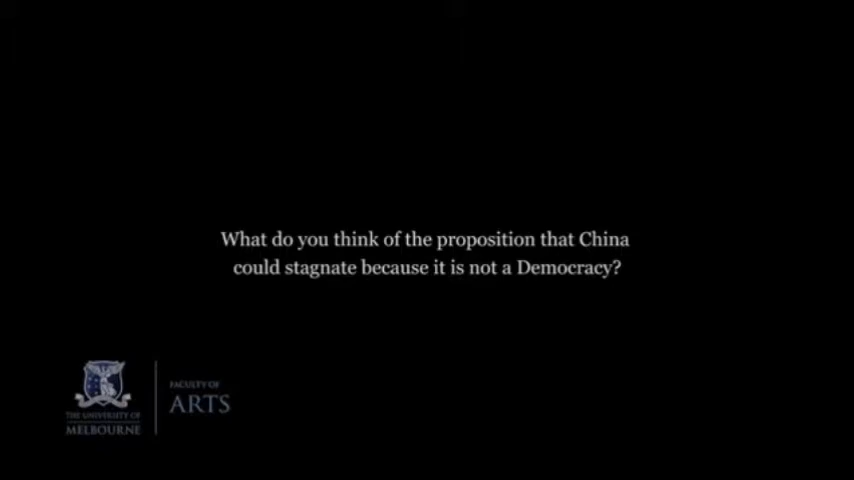 What do you think of the proposition that China
could stagnate because it is not a Democracy?
THE UNIVERSITY OF
MELBOURNE
FACULTY OF
ARTS